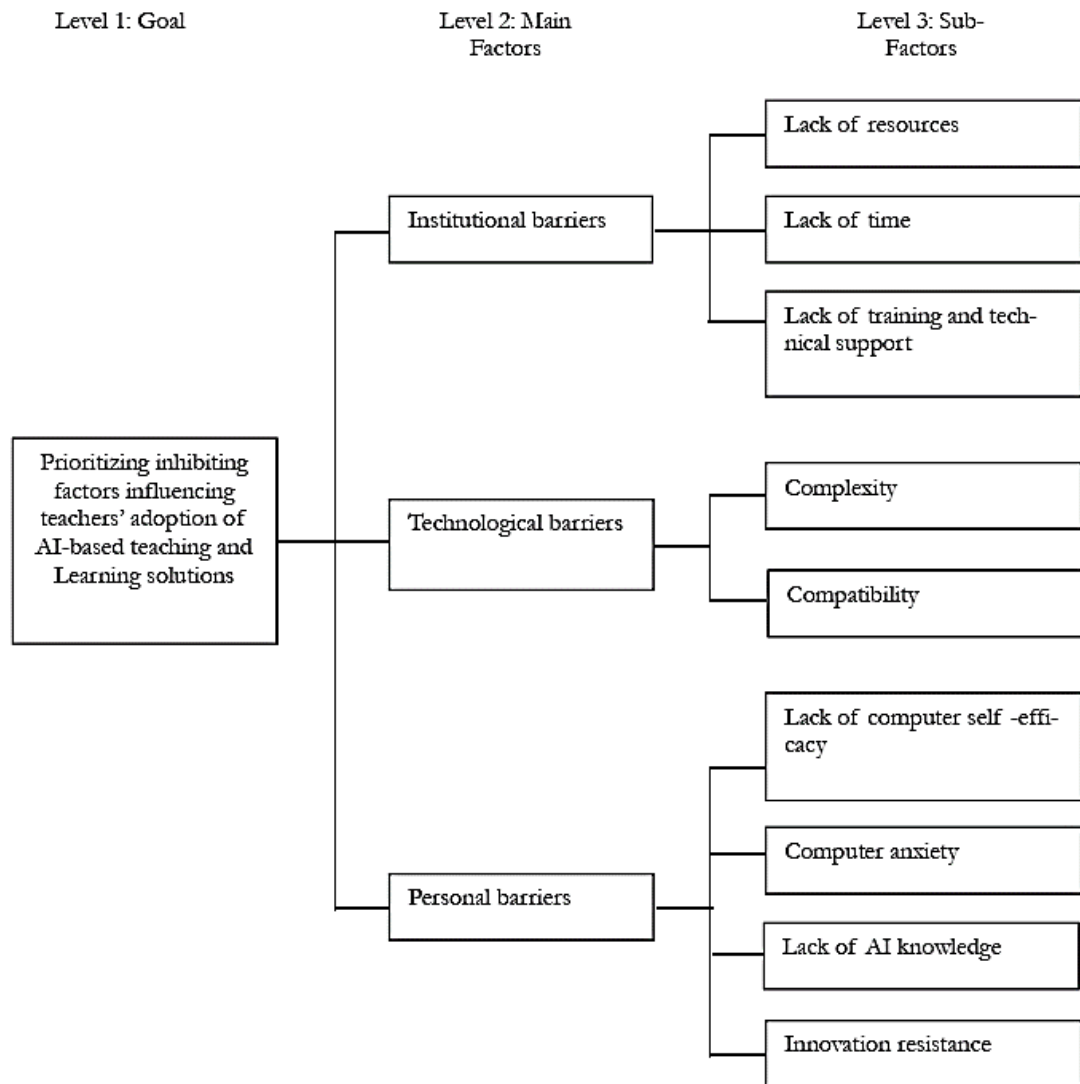 Level 1: Goal
Level 2: Main
Factors
Level 3: Sub-
Factors
Lack of resources
Institutional barriers
Lack of time
Lack of training and tech-
nical support
Prioritizing inhibiting
factors influencing
teachers' adoption of
AI-based teaching and
Learning solutions
Technological barriers
Complexity
Compatibility
Lack of computer self -effi-
cacy
Computer anxiety
Personal barriers
Lack of AI knowledge
Innovation resistance